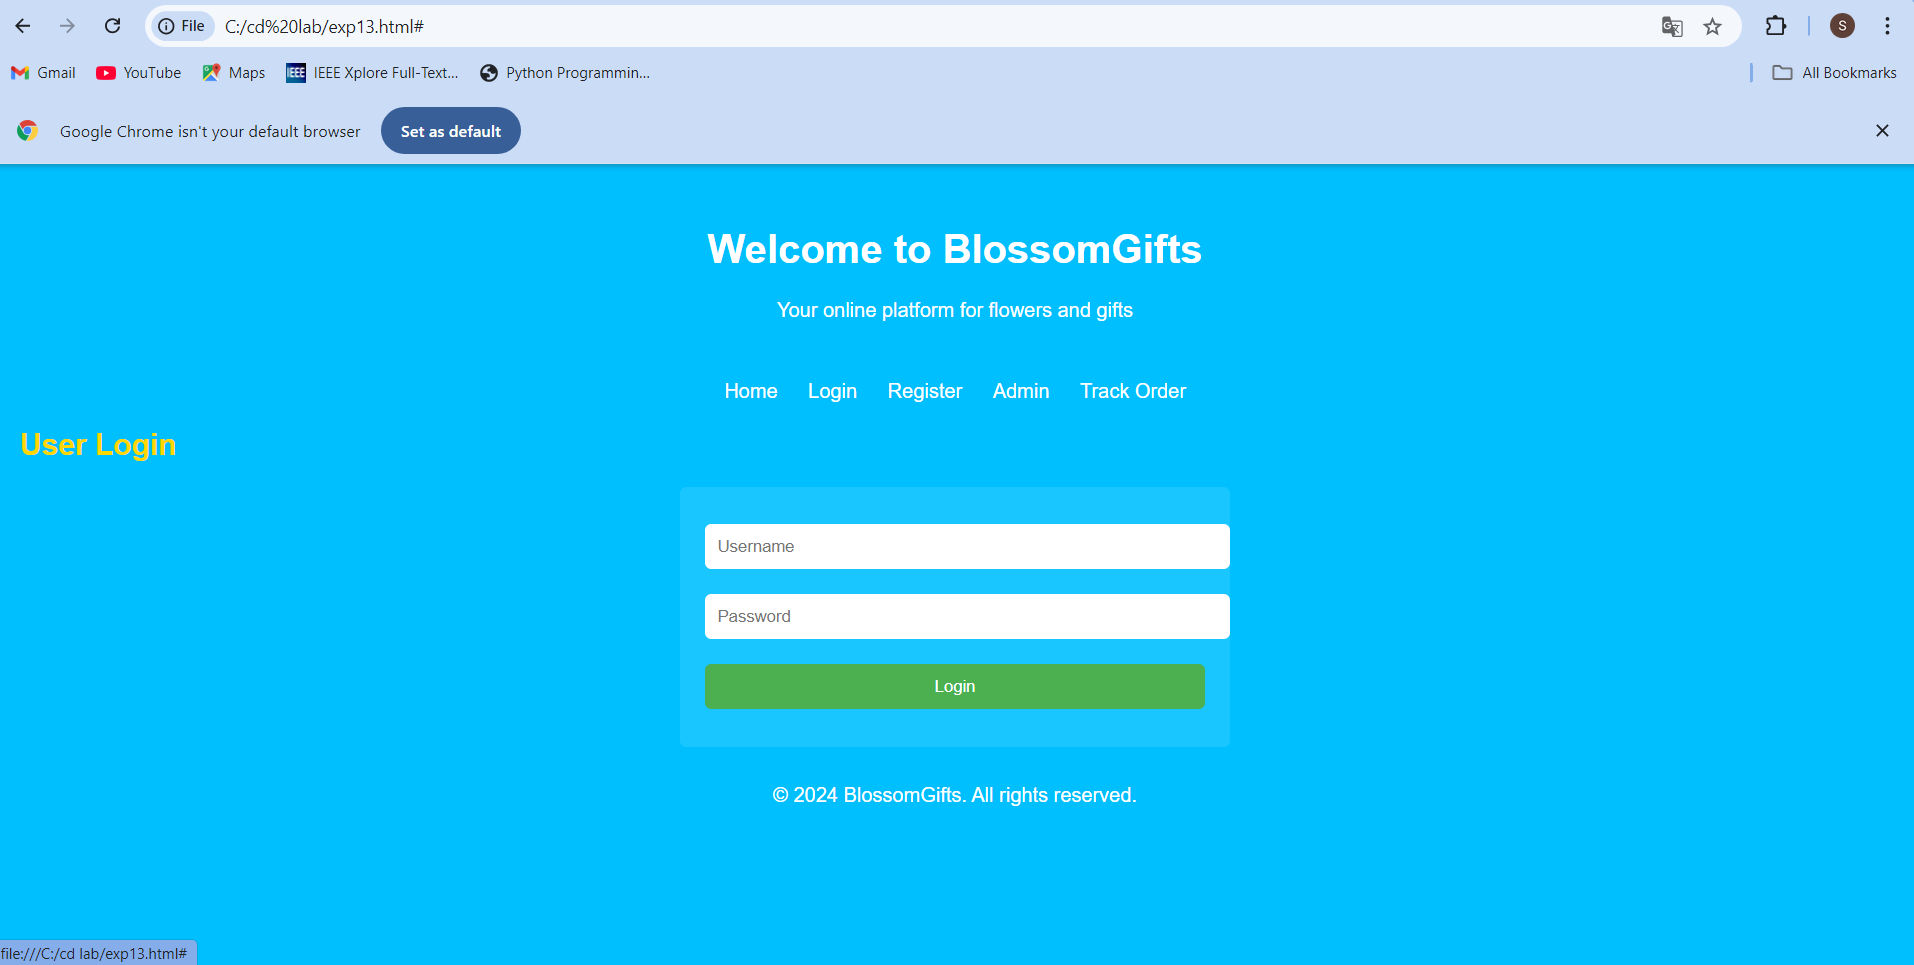 File C:/cd%20lab/exp13.html# S
Gmail YouTube Maps IEEE IEEE Xplore Full-Text... Python Programmin... All Bookmarks
Google Chrome isn't your default browser Set as default
Welcome to BlossomGifts
Your online platform for flowers and gifts
Home Login Register Admin Track Order
User Login
Username
Password
Login
© 2024 BlossomGifts. All rights reserved.
file:///C:/cd lab/exp13.html#